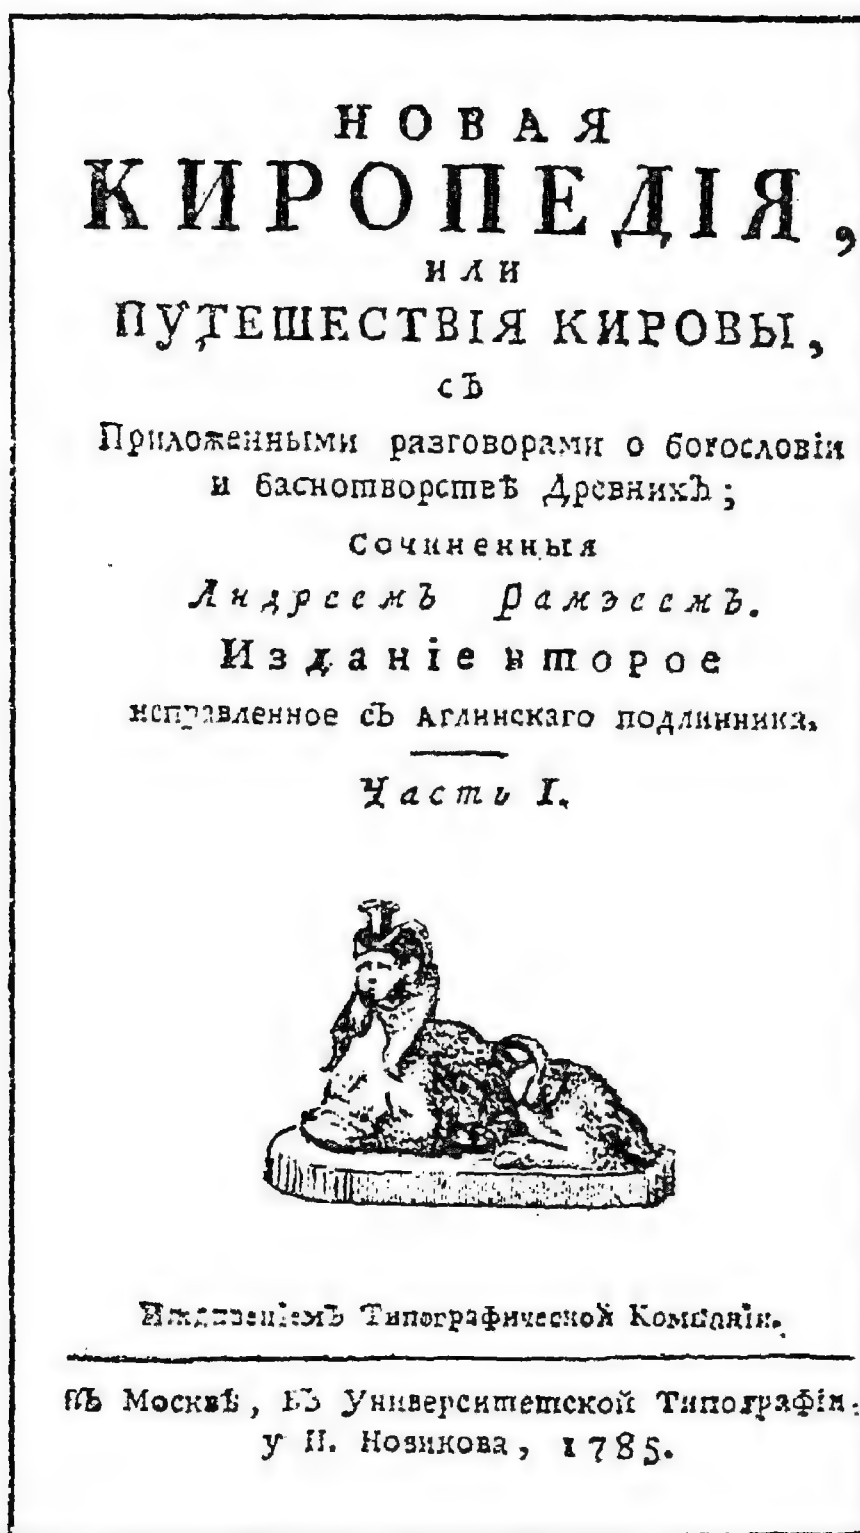 НОВАЯ
КИРОПЕДІЯ,
или
ПУТЕШЕСТВІЯ КИРОВЫ,
съ
Приложенными разговорами о богословіи
и баснотворствѣ Древнихъ;
Сочиненныя
Андреемъ Рамзеемъ.
Изданіе второе
исправленное съ Аглинскаго подлинника.
Часть I.
Иждивеніемъ Типографической Компаніи.
Въ Москвѣ, въ Университетской Типографіи
у Н. Новикова, 1785.